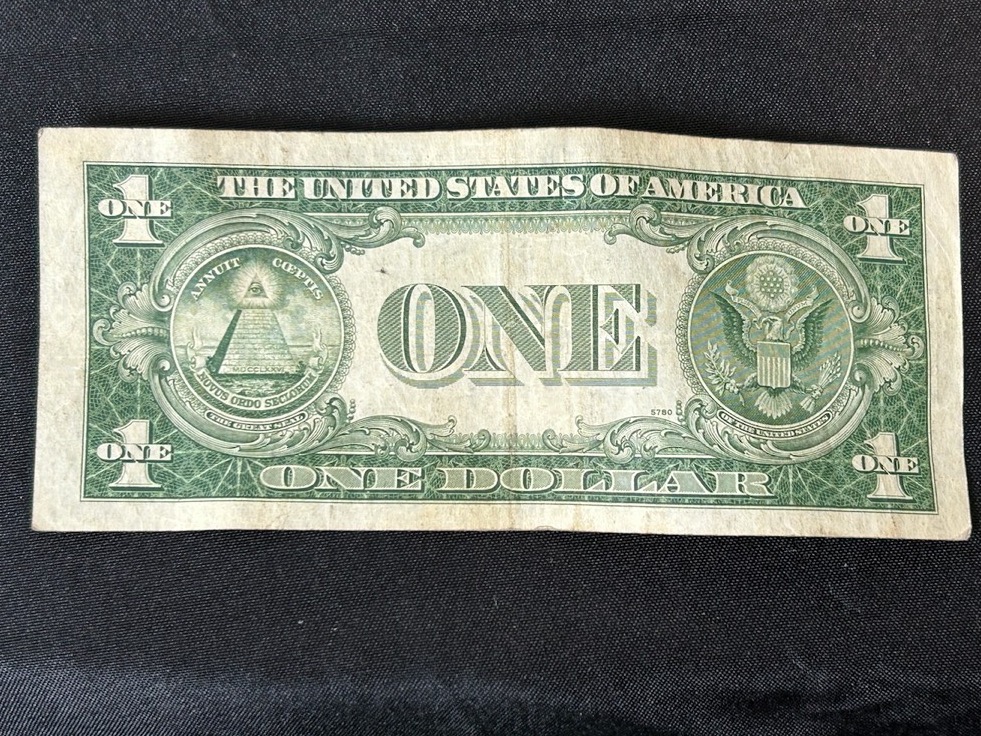 THE UNITED STATES OF AMERICA
1
ONE
1
ONE
ANNUIT CŒPTIS
ONE
MDCCLXXVI
NOVUS ORDO SECLORUM
THE GREAT SEAL
5780
OF THE UNITED STATES
1
ONE
1
ONE
ONE DOLLAR